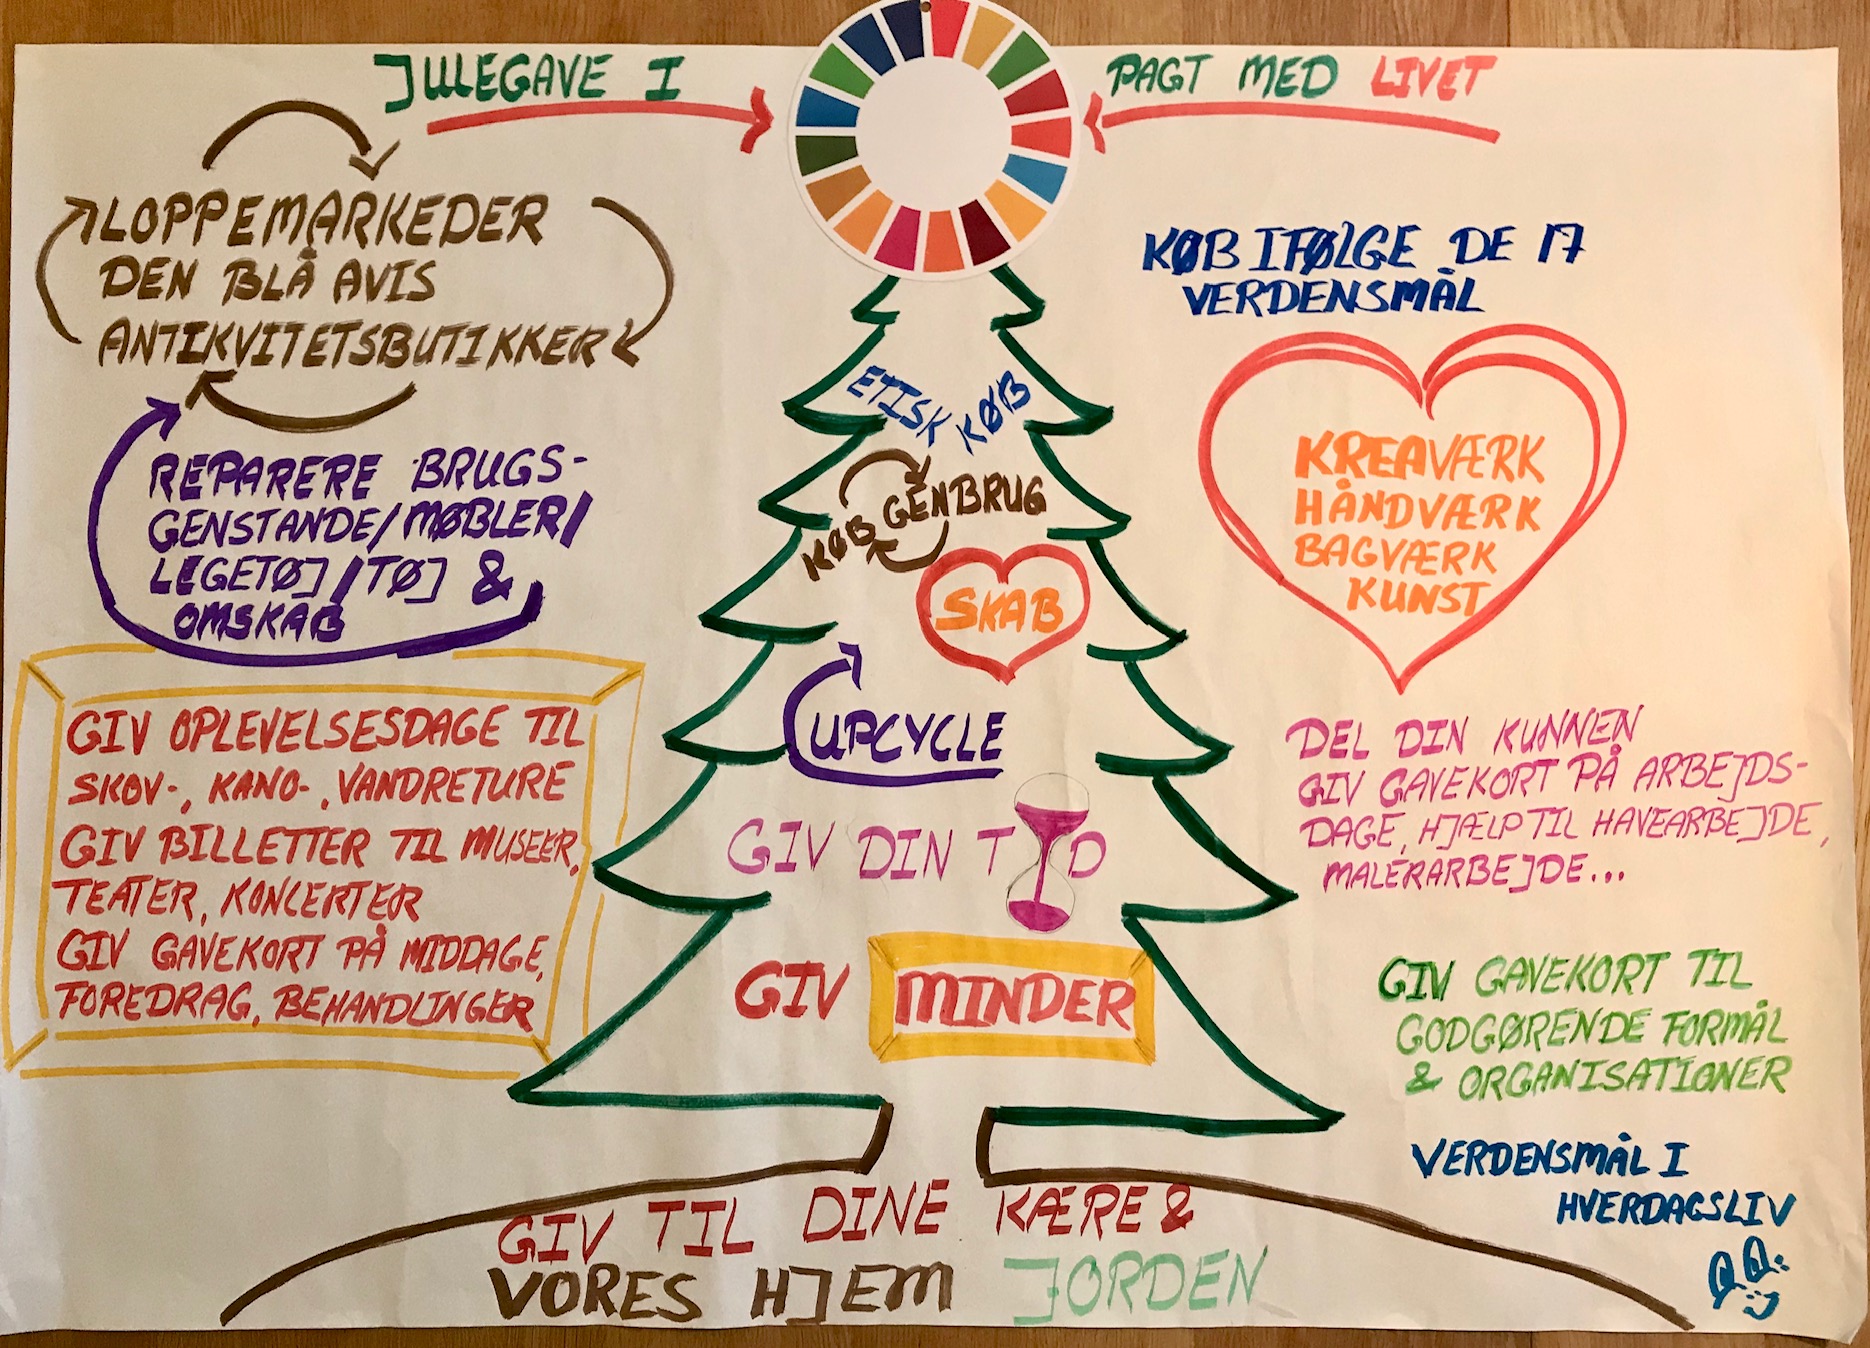 JULEGAVE I PAGT MED LIVET
LOPPEMARKEDER
DEN BLÅ AVIS
ANTIKVITETSBUTIKKER
REPARERE BRUGS-
GENSTANDE/MØBLER/
LEGETØJ/TØJ &
OMSKAB
GIV OPLEVELSESDAGE TIL
SKOV-, KANO-, VANDRETURE
GIV BILLETTER TIL MUSEER,
TEATER, KONCERTER
GIV GAVEKORT PÅ MIDDAGE,
FOREDRAG, BEHANDLINGER
ETISK KØB
KØB GENBRUG
SKAB
UPCYCLE
GIV DIN TID
GIV MINDER
KØB IFØLGE DE 17
VERDENSMÅL
KREAVÆRK
HÅNDVÆRK
BAGVÆRK
KUNST
DEL DIN KUNNEN
GIV GAVEKORT PÅ ARBEJDS-
DAGE, HJÆLP TIL HAVEARBEJDE,
MALERARBEJDE...
GIV GAVEKORT TIL
GODGØRENDE FORMÅL
& ORGANISATIONER
VERDENSMÅL I
HVERDAGSLIV
GIV TIL DINE KÆRE &
VORES HJEM JORDEN